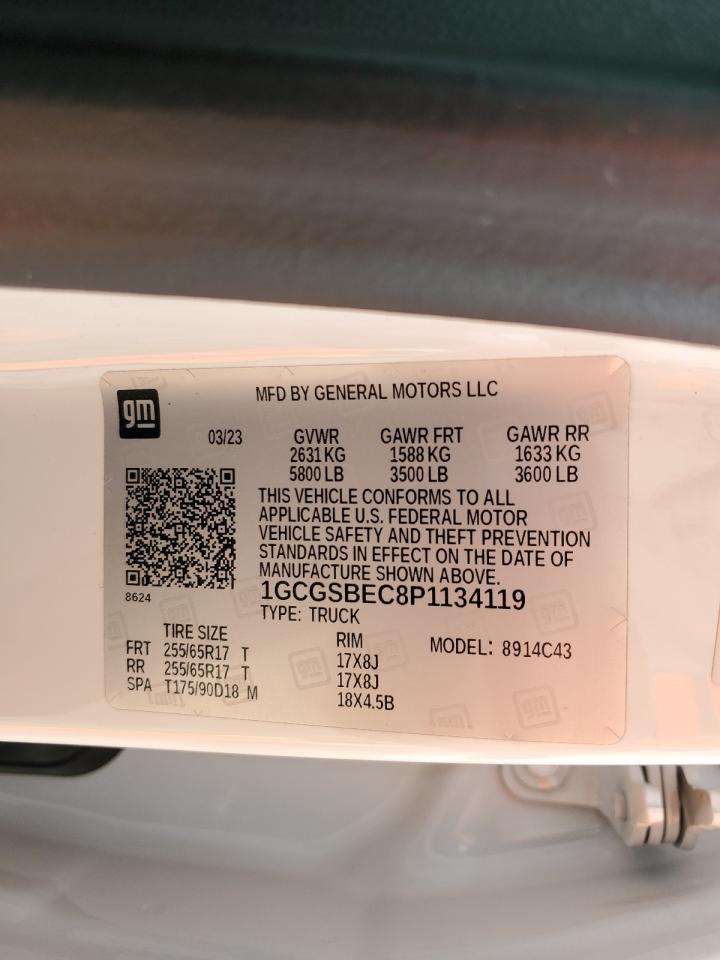 MFD BY GENERAL MOTORS LLC
gm
03/23 GVWR GAWR FRT GAWR RR
2631 KG 1588 KG 1633 KG
5800 LB 3500 LB 3600 LB
THIS VEHICLE CONFORMS TO ALL
APPLICABLE U.S. FEDERAL MOTOR
VEHICLE SAFETY AND THEFT PREVENTION
STANDARDS IN EFFECT ON THE DATE OF
MANUFACTURE SHOWN ABOVE.
8624
1GCGSBEC8P1134119
TYPE: TRUCK
TIRE SIZE RIM MODEL: 8914C43
FRT 255/65R17 T 17X8J
RR 255/65R17 T 17X8J
SPA T175/90D18 M 18X4.5B